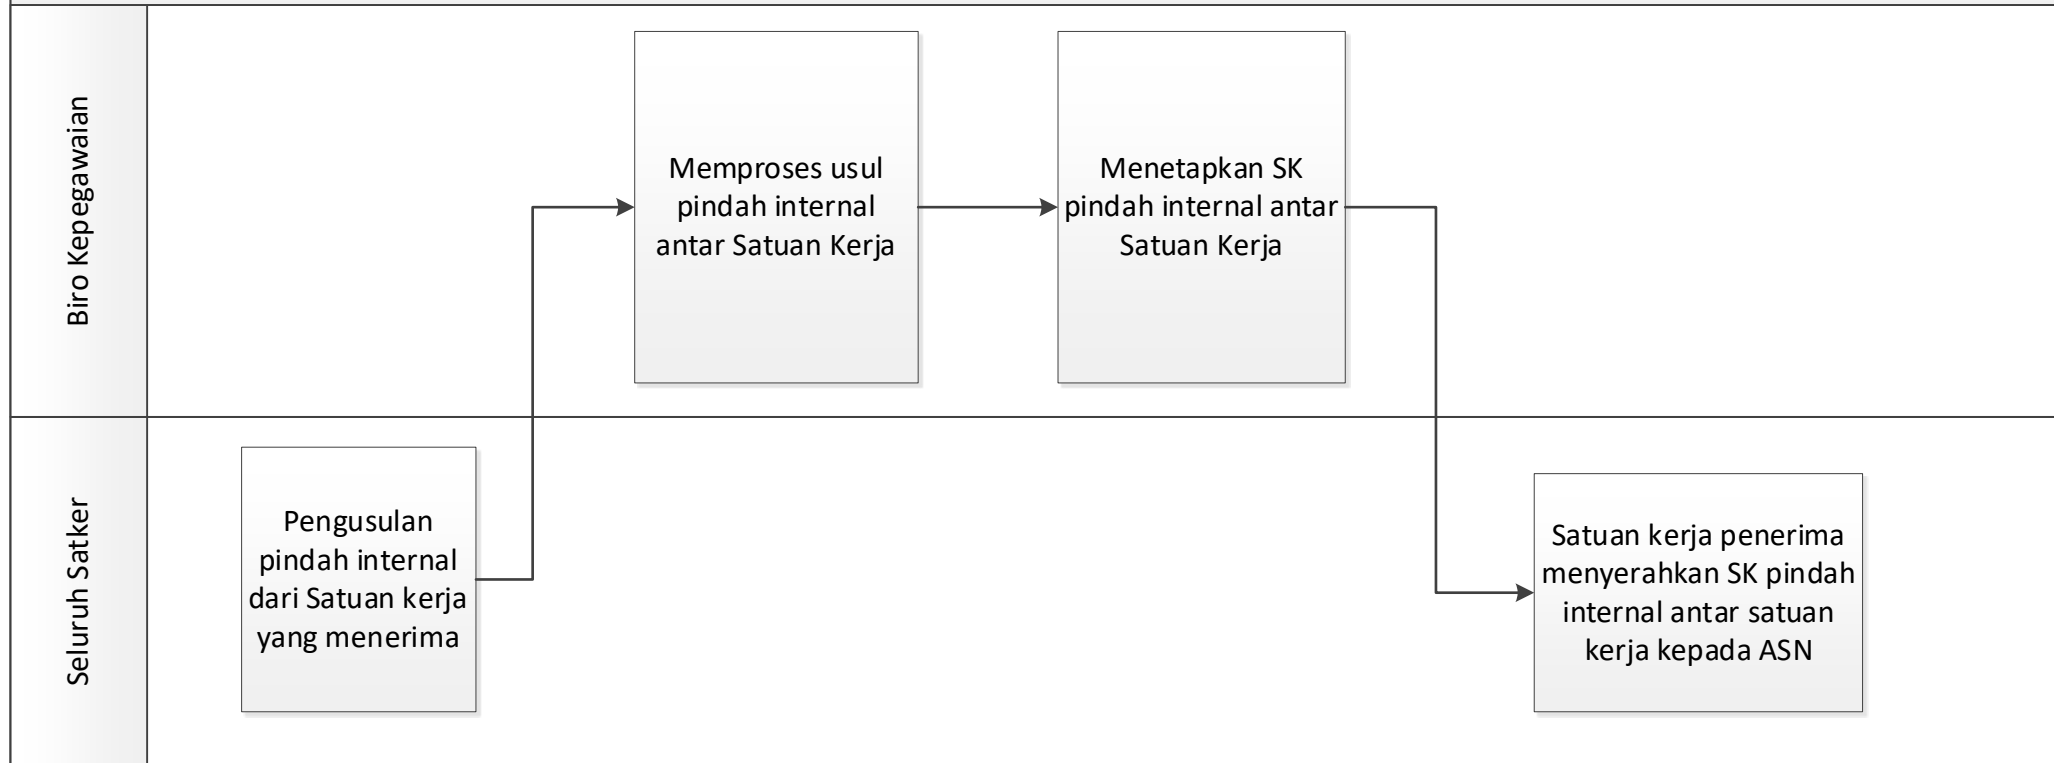 Biro Kepegawaian
Memproses usul
pindah internal
antar Satuan Kerja
Menetapkan SK
pindah internal antar
Satuan Kerja
Seluruh Satker
Pengusulan
pindah internal
dari Satuan kerja
yang menerima
Satuan kerja penerima
menyerahkan SK pindah
internal antar satuan
kerja kepada ASN